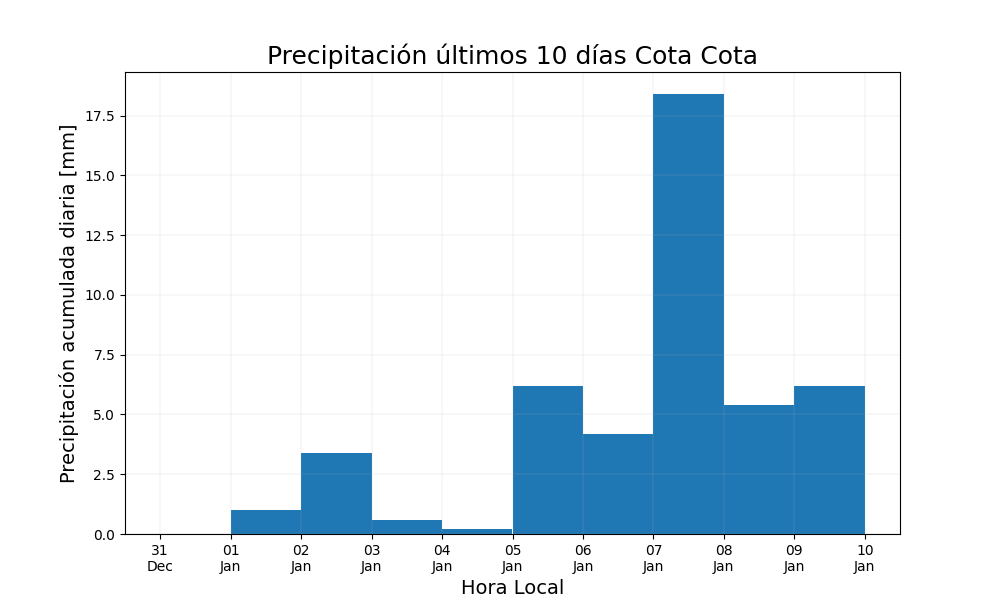 Precipitación últimos 10 días Cota Cota
Precipitación acumulada diaria [mm]
17.5
15.0
12.5
10.0
7.5
5.0
2.5
0.0
31 01 02 03 04 05 06 07 08 09 10
Dec Jan Jan Jan Jan Jan Jan Jan Jan Jan Jan
Hora Local